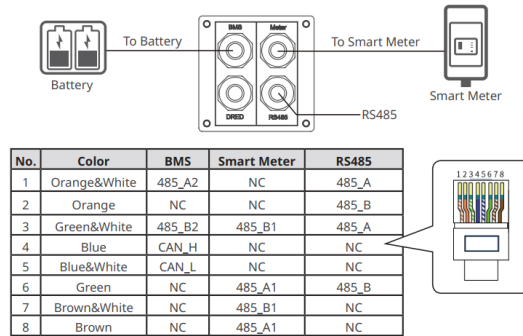 BMS Meter
To Battery
To Smart Meter
Battery
Smart Meter
DRED RS485
RS485
No. Color BMS Smart Meter RS485
1 Orange&White 485_A2 NC 485_A
2 Orange NC NC 485_B
3 Green&White 485_B2 485_B1 485_A
4 Blue CAN_H NC NC
5 Blue&White CAN_L NC NC
6 Green NC 485_A1 485_B
7 Brown&White NC 485_B1 NC
8 Brown NC 485_A1 NC
12345678